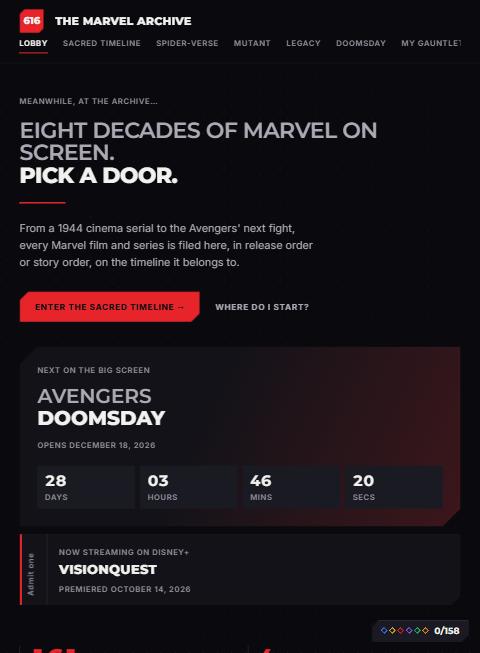 616 THE MARVEL ARCHIVE
LOBBY SACRED TIMELINE SPIDER-VERSE MUTANT LEGACY DOOMSDAY MY GAUNTLET
MEANWHILE, AT THE ARCHIVE...
EIGHT DECADES OF MARVEL ON
SCREEN.
PICK A DOOR.
From a 1944 cinema serial to the Avengers' next fight,
every Marvel film and series is filed here, in release order
or story order, on the timeline it belongs to.
ENTER THE SACRED TIMELINE → WHERE DO I START?
NEXT ON THE BIG SCREEN
AVENGERS
DOOMSDAY
OPENS DECEMBER 18, 2026
28 03 46 20
DAYS HOURS MINS SECS
Admit one
NOW STREAMING ON DISNEY+
VISIONQUEST
PREMIERED OCTOBER 14, 2026
0/158